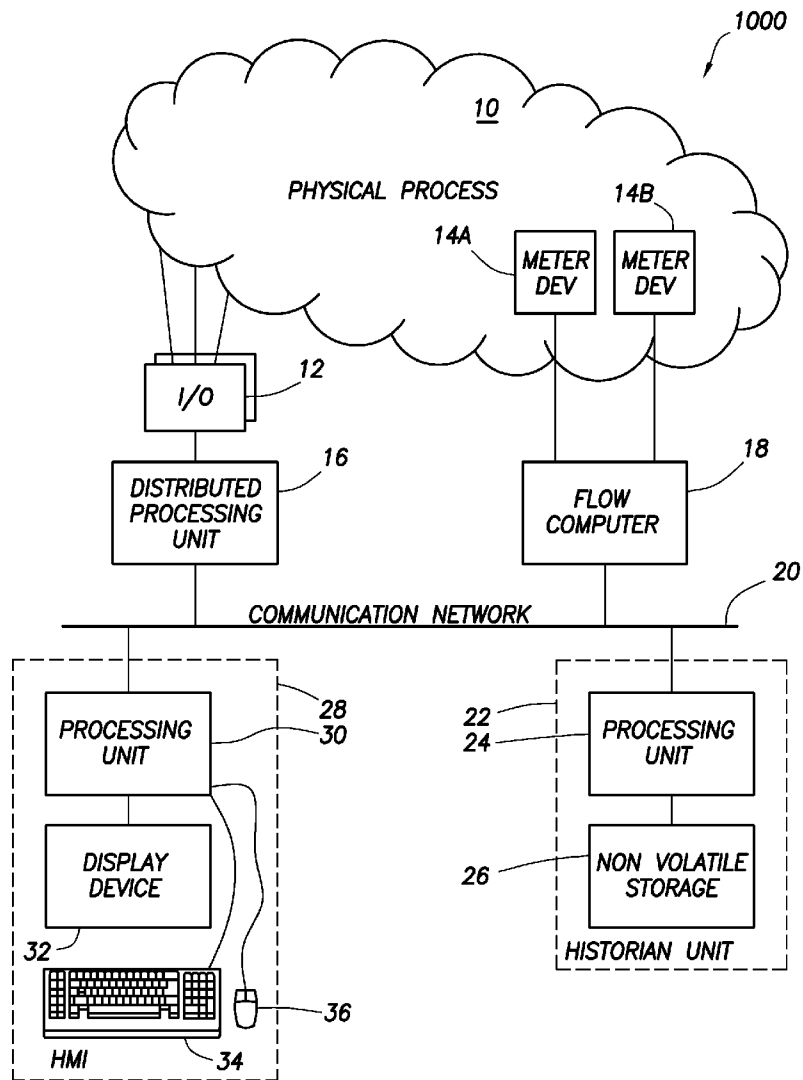 1000
10
PHYSICAL PROCESS
14A
14B
METER
DEV
METER
DEV
I/O
12
16
DISTRIBUTED
PROCESSING
UNIT
18
FLOW
COMPUTER
20
COMMUNICATION NETWORK
28
30
PROCESSING
UNIT
22
24
PROCESSING
UNIT
DISPLAY
DEVICE
32
26
NON VOLATILE
STORAGE
HISTORIAN UNIT
36
34
HMI